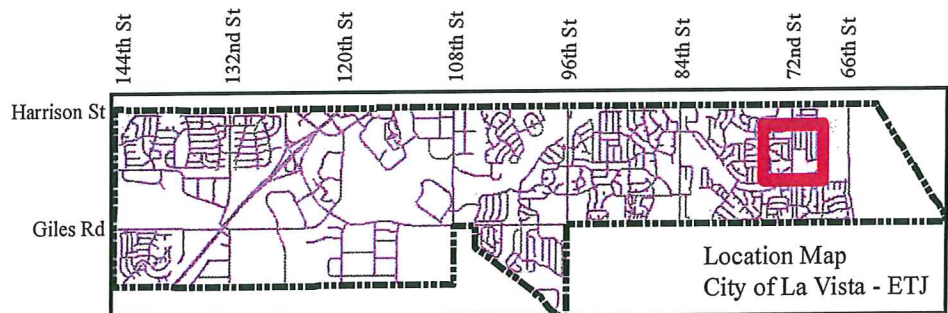 144th St
132nd St
120th St
108th St
96th St
84th St
72nd St
66th St
Harrison St
Giles Rd
Location Map
City of La Vista - ETJ